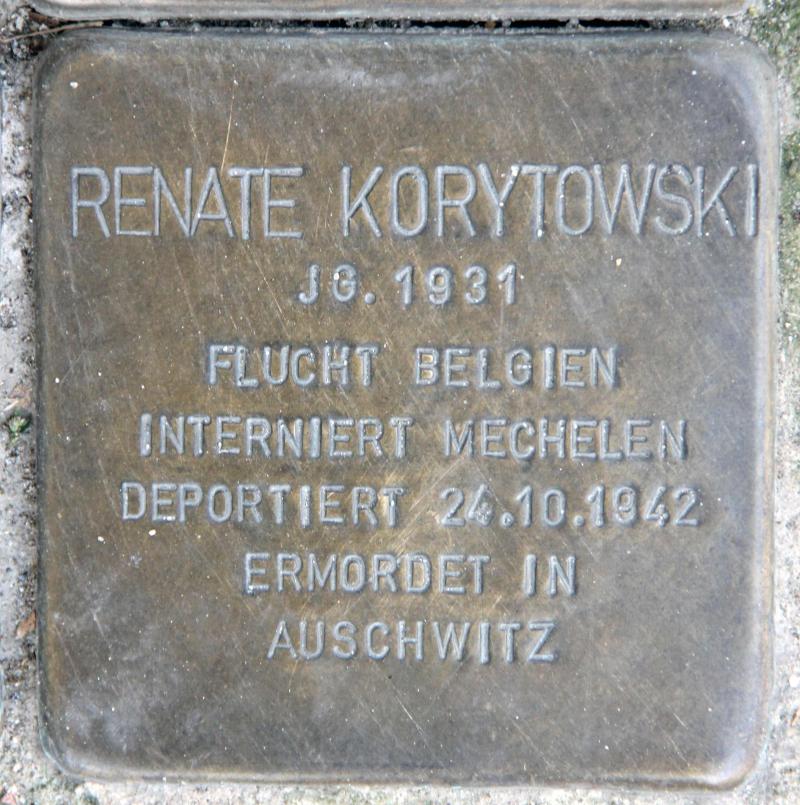 RENATE KORYTOWSKI
JG. 1931
FLUCHT BELGIEN
INTERNIERT MECHELEN
DEPORTIERT 24.10.1942
ERMORDET IN
AUSCHWITZ